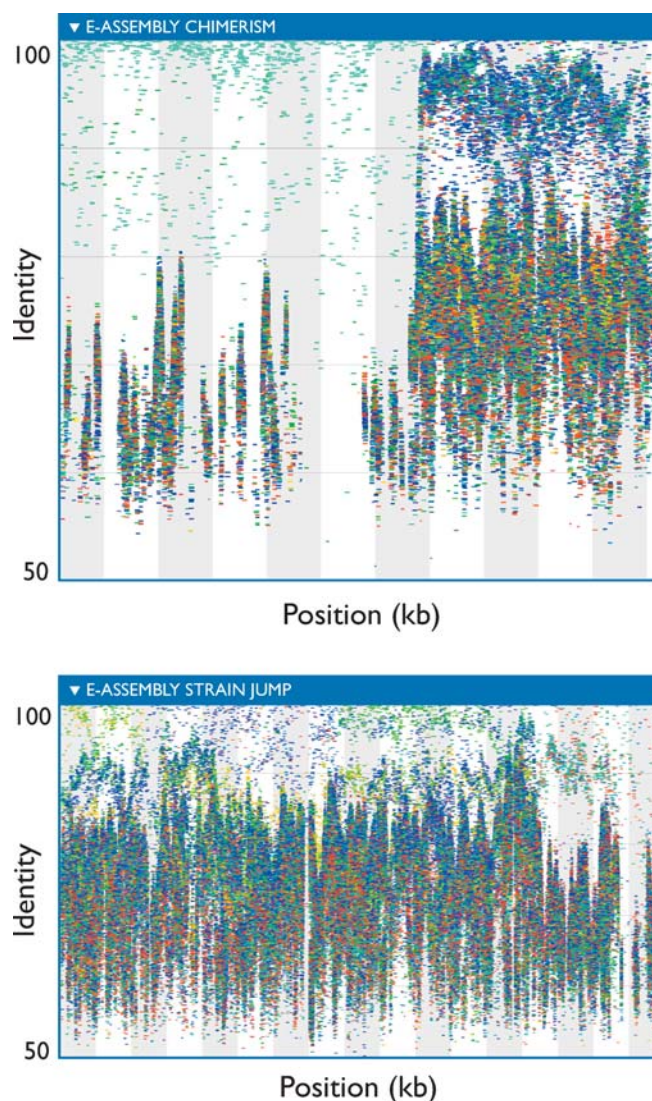 ▼ E-ASSEMBLY CHIMERISM
100
Identity
50
Position (kb)
▼ E-ASSEMBLY STRAIN JUMP
100
Identity
50
Position (kb)